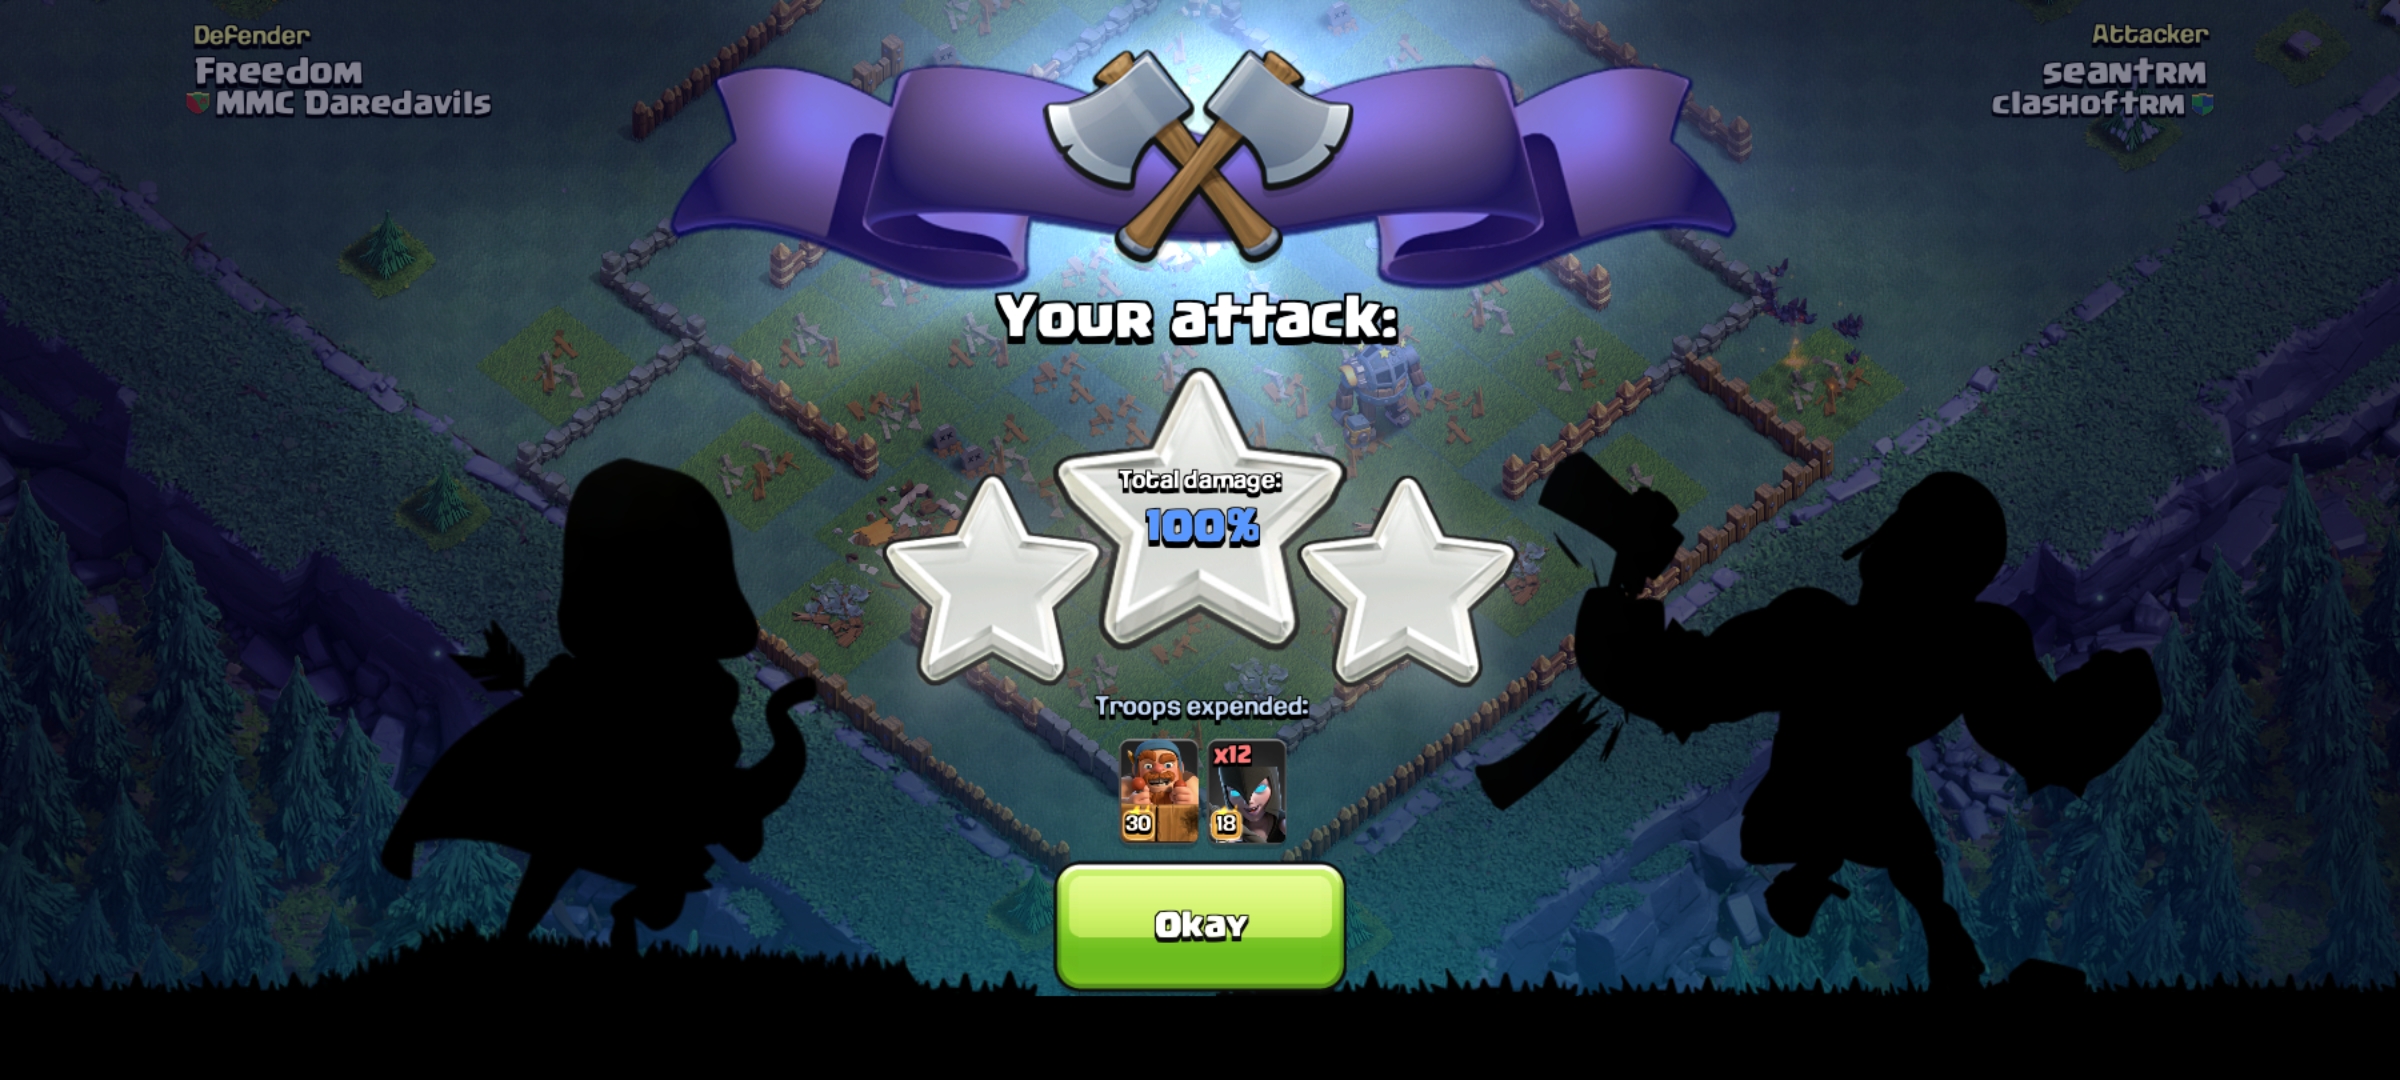 Defender
Freedom
MMC Daredavils
Attacker
seantRM
clashoftRM
Your attack:
Total damage:
100%
Troops expended:
x12
30
18
Okay